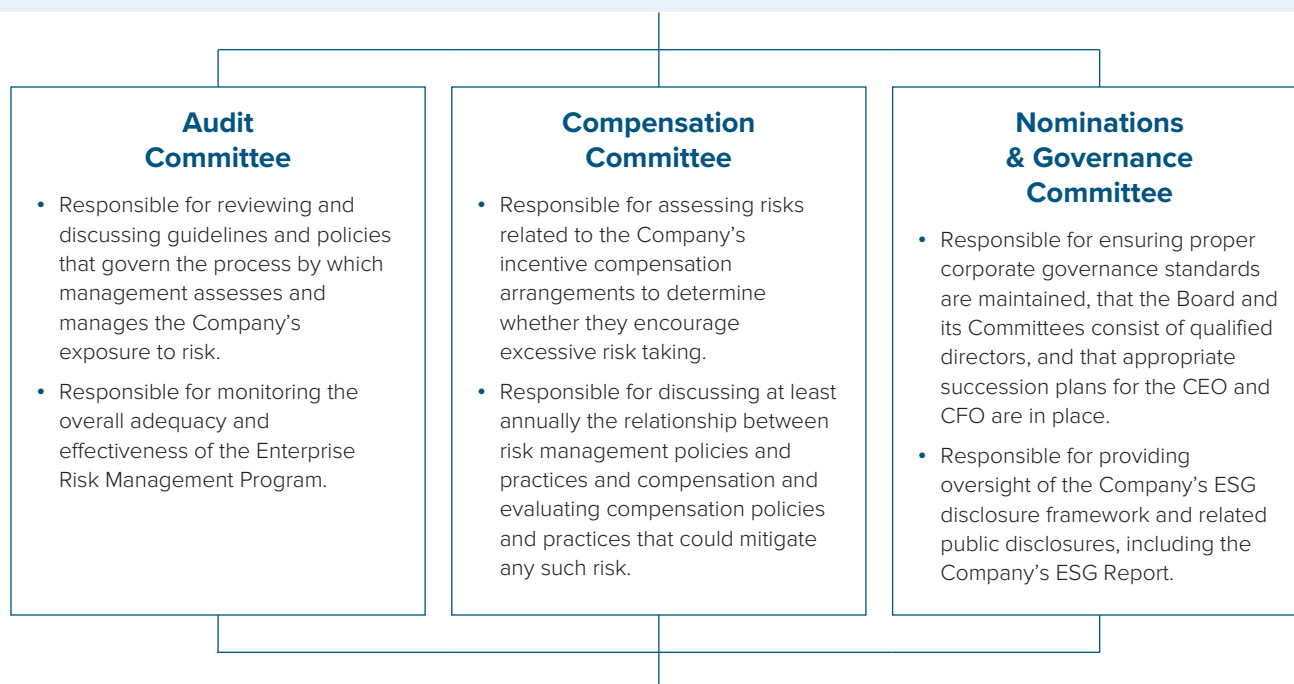 Audit
Committee
• Responsible for reviewing and
discussing guidelines and policies
that govern the process by which
management assesses and
manages the Company’s
exposure to risk.
• Responsible for monitoring the
overall adequacy and
effectiveness of the Enterprise
Risk Management Program.
Compensation
Committee
• Responsible for assessing risks
related to the Company’s
incentive compensation
arrangements to determine
whether they encourage
excessive risk taking.
• Responsible for discussing at least
annually the relationship between
risk management policies and
practices and compensation and
evaluating compensation policies
and practices that could mitigate
any such risk.
Nominations
& Governance
Committee
• Responsible for ensuring proper
corporate governance standards
are maintained, that the Board and
its Committees consist of qualified
directors, and that appropriate
succession plans for the CEO and
CFO are in place.
• Responsible for providing
oversight of the Company’s ESG
disclosure framework and related
public disclosures, including the
Company’s ESG Report.